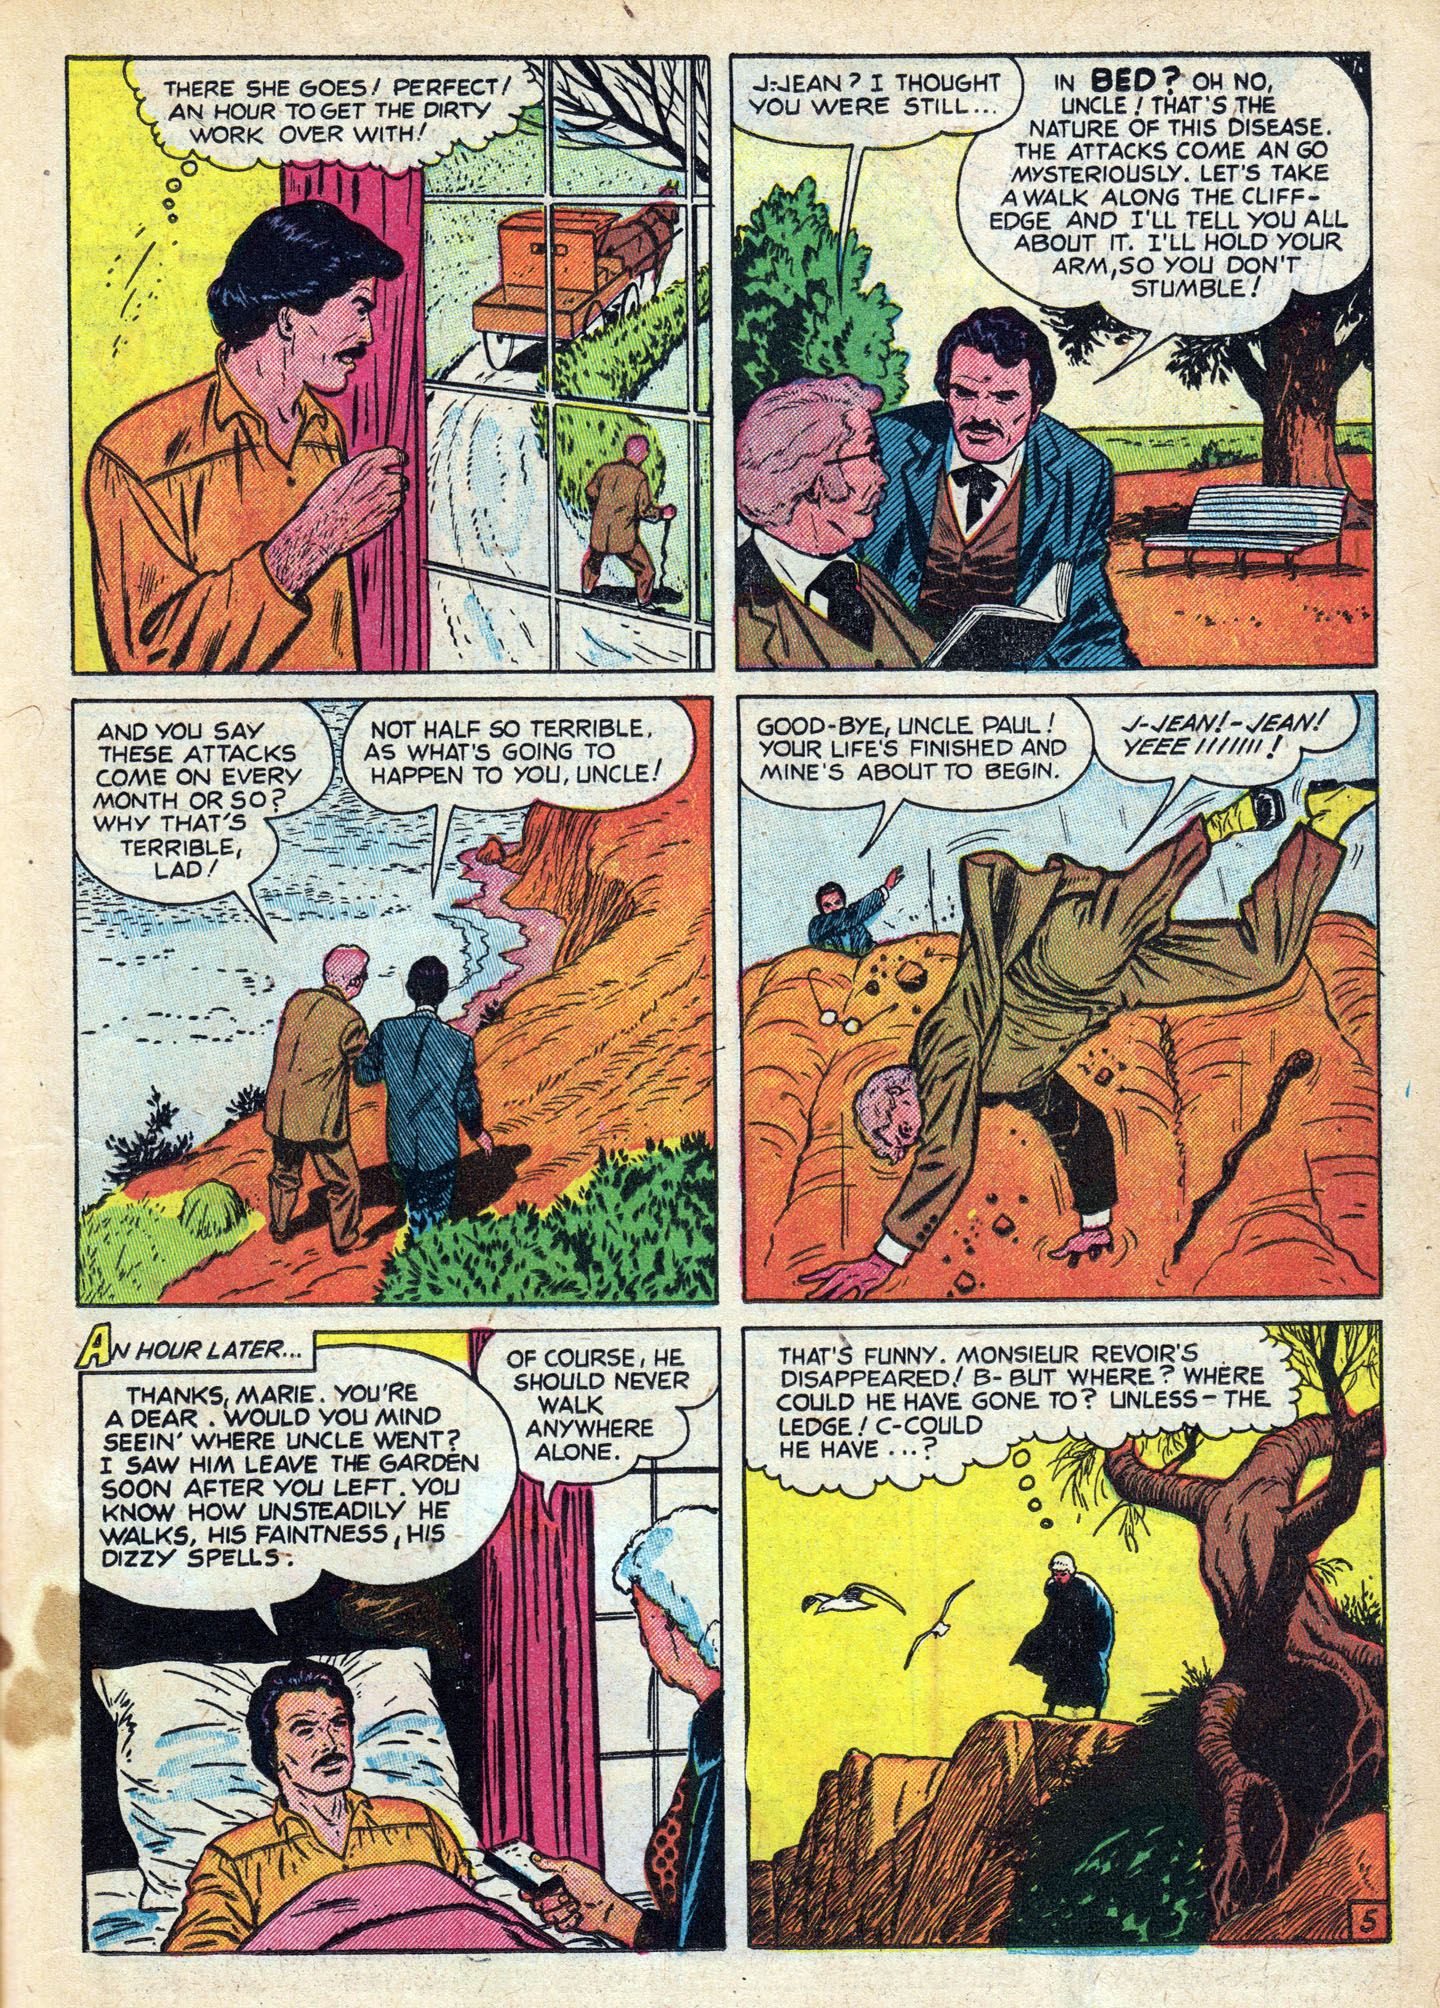 THERE SHE GOES! PERFECT!
AN HOUR TO GET THE DIRTY
WORK OVER WITH!
J-JEAN? I THOUGHT
YOU WERE STILL...
IN BED? OH NO,
UNCLE! THAT'S THE
NATURE OF THIS DISEASE.
THE ATTACKS COME AN GO
MYSTERIOUSLY. LET'S TAKE
A WALK ALONG THE CLIFF-
EDGE AND I'LL TELL YOU ALL
ABOUT IT. I'LL HOLD YOUR
ARM, SO YOU DON'T
STUMBLE!
AND YOU SAY
THESE ATTACKS
COME ON EVERY
MONTH OR SO?
WHY THAT'S
TERRIBLE,
LAD!
NOT HALF SO TERRIBLE,
AS WHAT'S GOING TO
HAPPEN TO YOU, UNCLE!
GOOD-BYE, UNCLE PAUL!
YOUR LIFE'S FINISHED AND
MINE'S ABOUT TO BEGIN.
J-JEAN!-JEAN!
YEEE!!!!!!!!
AN HOUR LATER...
THANKS, MARIE. YOU'RE
A DEAR. WOULD YOU MIND
SEEIN' WHERE UNCLE WENT?
I SAW HIM LEAVE THE GARDEN
SOON AFTER YOU LEFT. YOU
KNOW HOW UNSTEADILY HE
WALKS, HIS FAINTNESS, HIS
DIZZY SPELLS.
OF COURSE, HE
SHOULD NEVER
WALK
ANYWHERE
ALONE.
THAT'S FUNNY. MONSIEUR REVOIR'S
DISAPPEARED! B-BUT WHERE? WHERE
COULD HE HAVE GONE TO? UNLESS-THE
LEDGE! C-COULD
HE HAVE...?
5